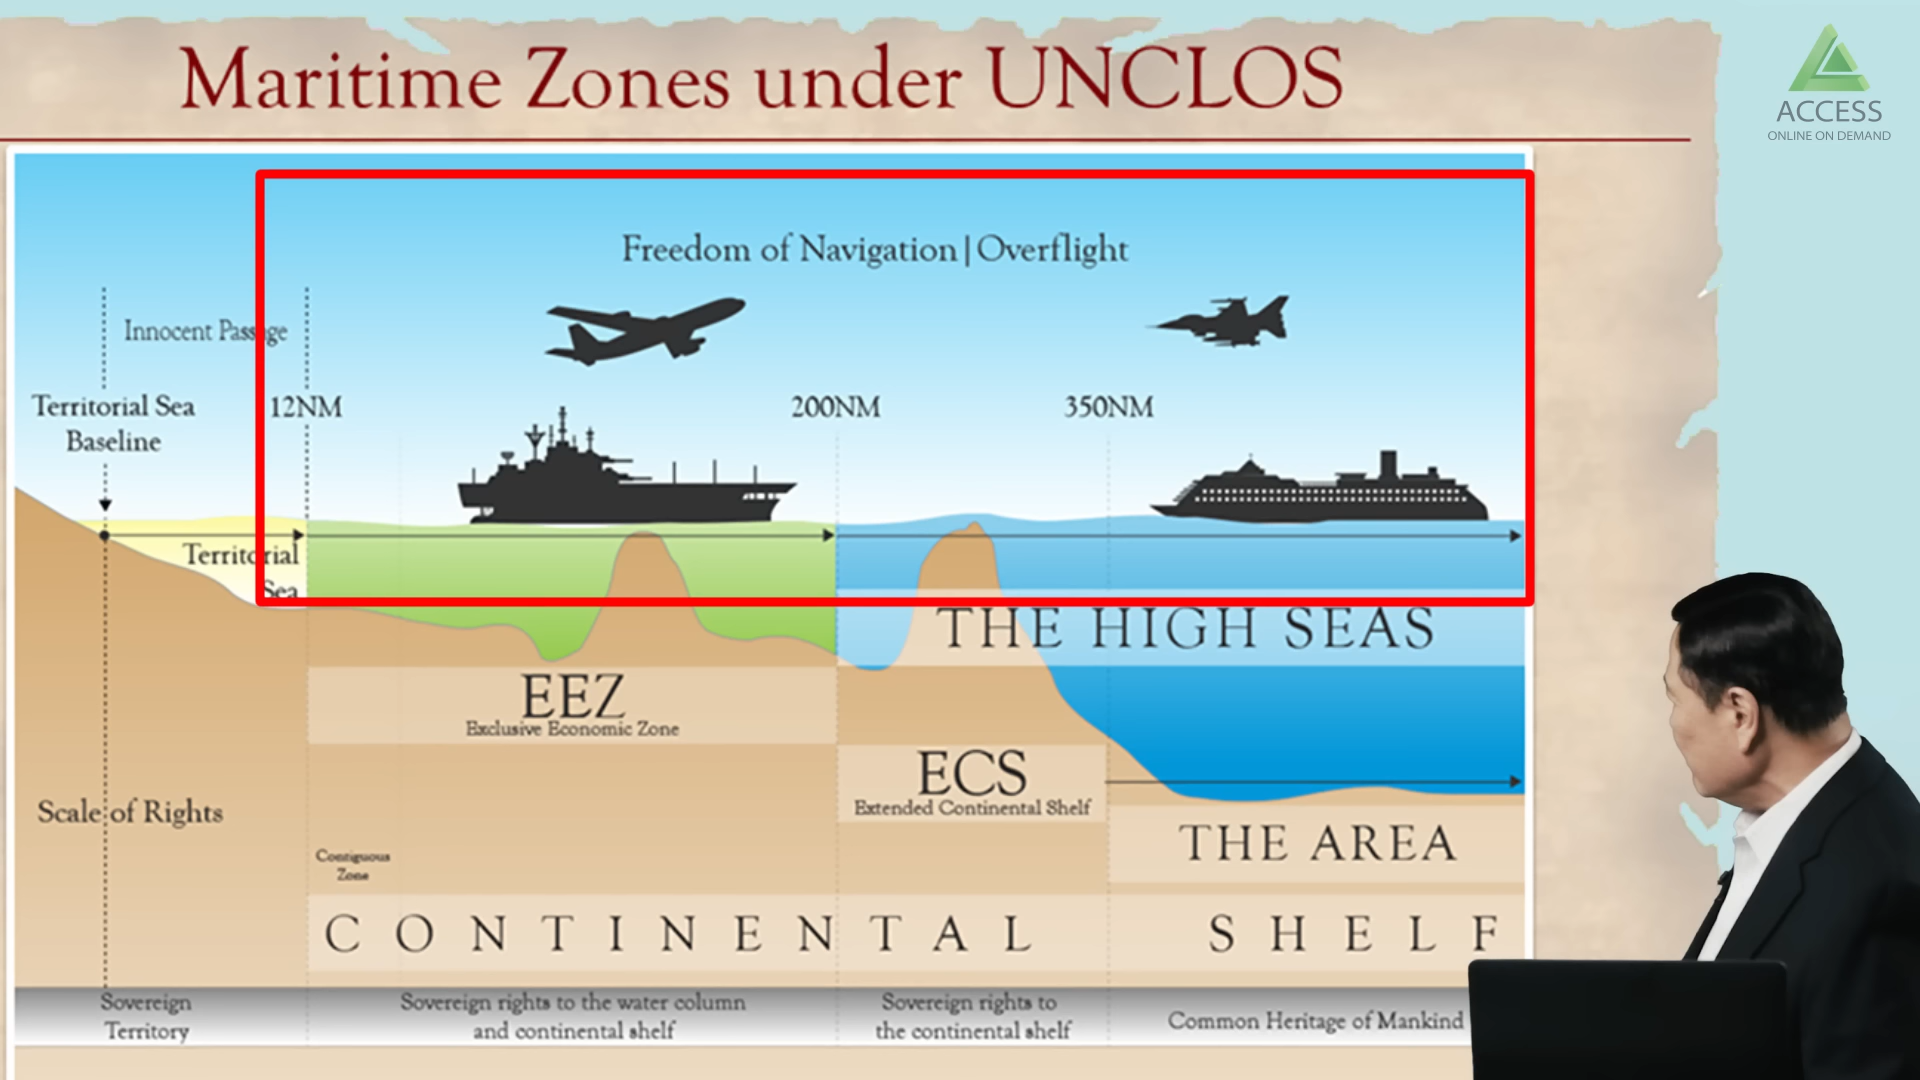 Maritime Zones under UNCLOS
ACCESS
ONLINE ON DEMAND
Freedom of Navigation | Overflight
Innocent Passage
Territorial Sea
Baseline
12NM
200NM
350NM
Territorial
Sea
THE HIGH SEAS
EEZ
Exclusive Economic Zone
ECS
Extended Continental Shelf
Scale of Rights
THE AREA
Contiguous
Zone
CONTINENTAL SHELF
Sovereign
Territory
Sovereign rights to the water column
and continental shelf
Sovereign rights to
the continental shelf
Common Heritage of Mankind